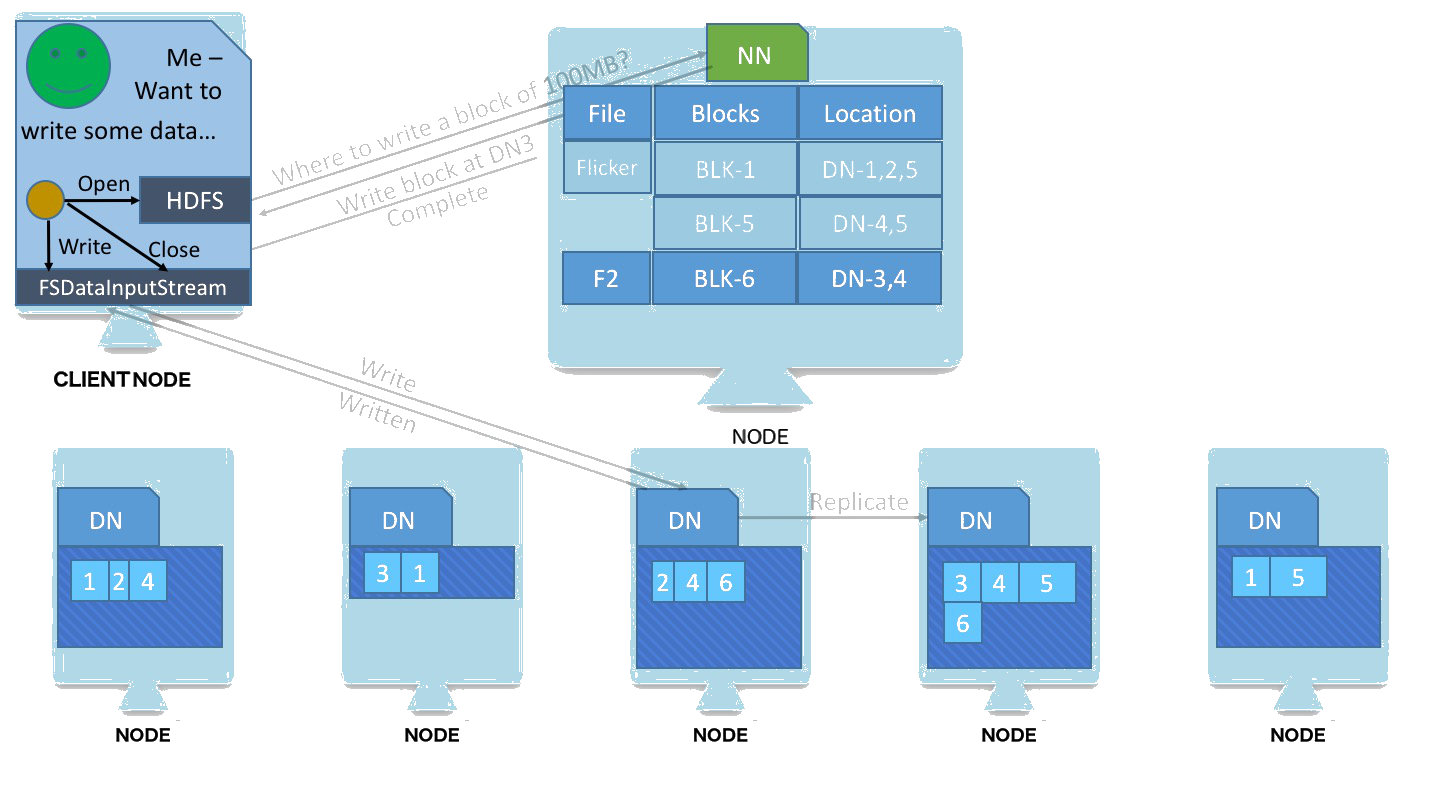 Me –
Want to
write some data...
Open
HDFS
Write
Close
FSDataInputStream
CLIENTNODE
Where to write a block of 100MB?
Write block at DN3
Complete
NN
File Blocks Location
Flicker BLK-1 DN-1,2,5
BLK-5 DN-4,5
F2 BLK-6 DN-3,4
NODE
Write
Written
Replicate
DN
1 2 4
NODE
DN
3 1
NODE
DN
2 4 6
NODE
DN
3 4 5
6
NODE
DN
1 5
NODE